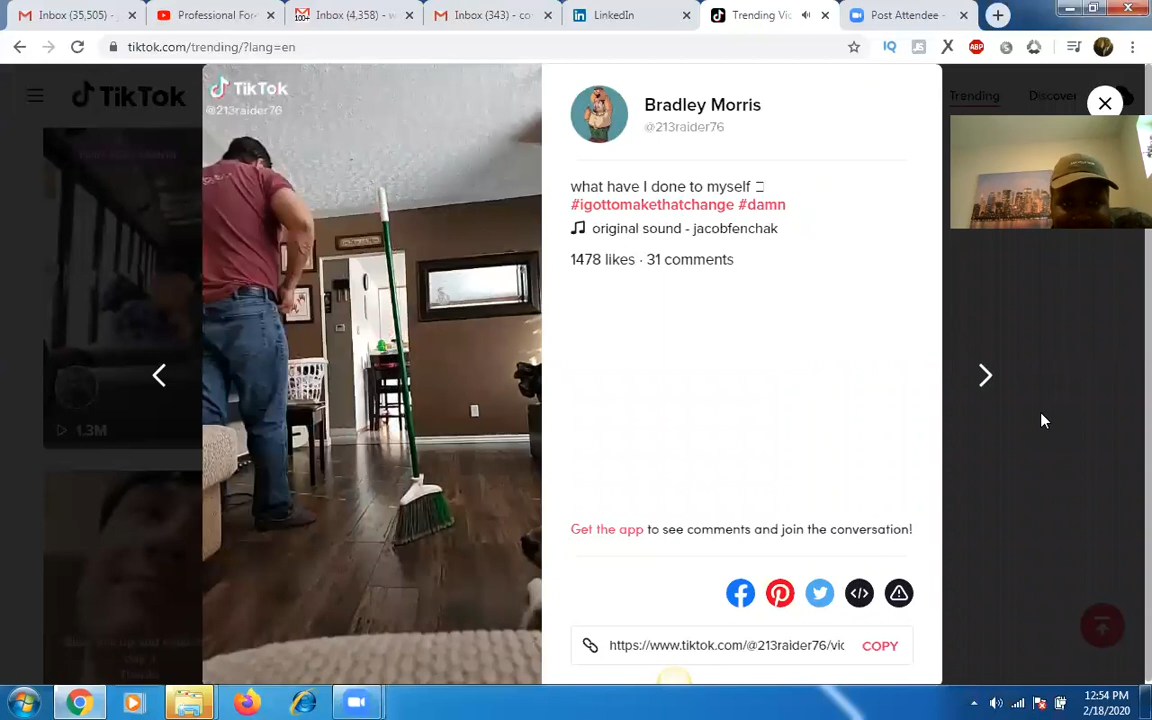 Inbox (35,505) -
Professional For
Inbox (4,358) - w
Inbox (343) - co
LinkedIn
Trending Vid
Post Attendee -
tiktok.com/trending/?lang=en
TikTok
Trending
Discover
TikTok
@213raider76
Bradley Morris
@213raider76
what have I done to myself
#igottomakethatchange #damn
original sound - jacobfenchak
1478 likes · 31 comments
1.3M
Get the app to see comments and join the conversation!
https://www.tiktok.com/@213raider76/vic
COPY
12:54 PM
2/18/2020